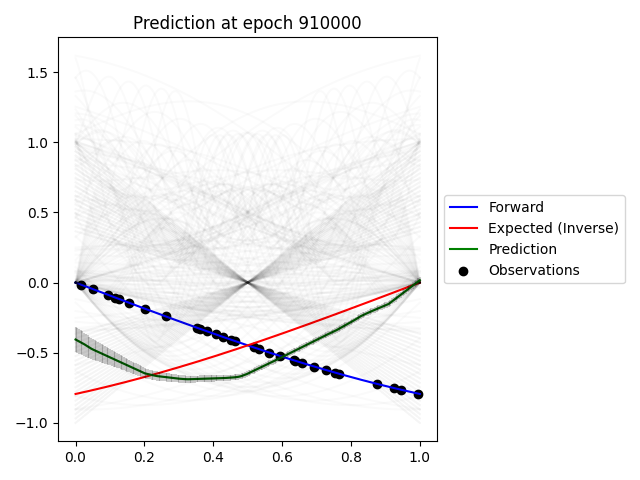 Prediction at epoch 910000
1.5
1.0
0.5
0.0
−0.5
−1.0
0.0 0.2 0.4 0.6 0.8 1.0
Forward
Expected (Inverse)
Prediction
Observations